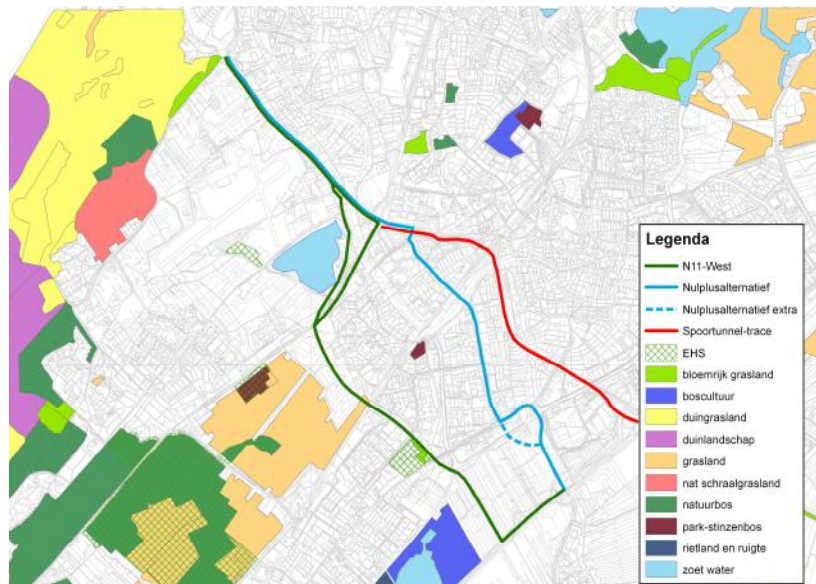 Legenda
N11-West
Nulplusalternatief
Nulplusalternatief extra
Spoortunnel-trace
EHS
bloemrijk grasland
boscultuur
duingrasland
duinlandschap
grasland
nat schraalgrasland
natuurbos
park-stinzenbos
rietland en ruigte
zoet water